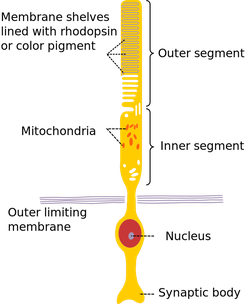 Membrane shelves
lined with rhodopsin
or color pigment
Outer segment
Mitochondria
Inner segment
Outer limiting
membrane
Nucleus
Synaptic body